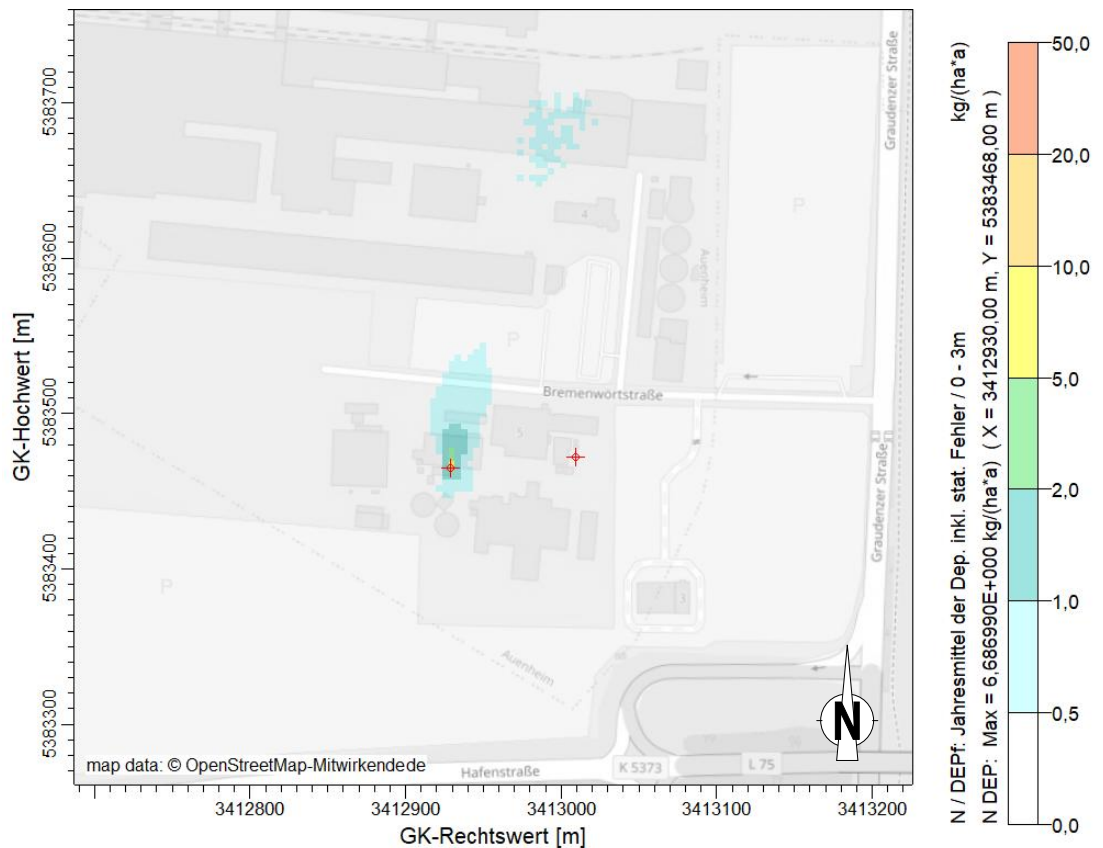 GK-Hochwert [m]
5383700
5383600
5383500
5383400
5383300
3412800
3412900
3413000
3413100
3413200
GK-Rechtswert [m]
Graudenzer Straße
P
4
Auenheim
P
Bremenwörtstraße
5
Graudenzer Straße
P
3
Auenheim
N
map data: © OpenStreetMap-Mitwirkende
Hafenstraße
K 5373
L 75
N / DEPf: Jahresmittel der Dep. inkl. stat. Fehler / 0 - 3m
kg/(ha*a)
N DEP: Max = 6,686990E+000 kg/(ha*a) ( X = 3412930,00 m, Y = 5383468,00 m )
50,0
20,0
10,0
5,0
2,0
1,0
0,5
0,0